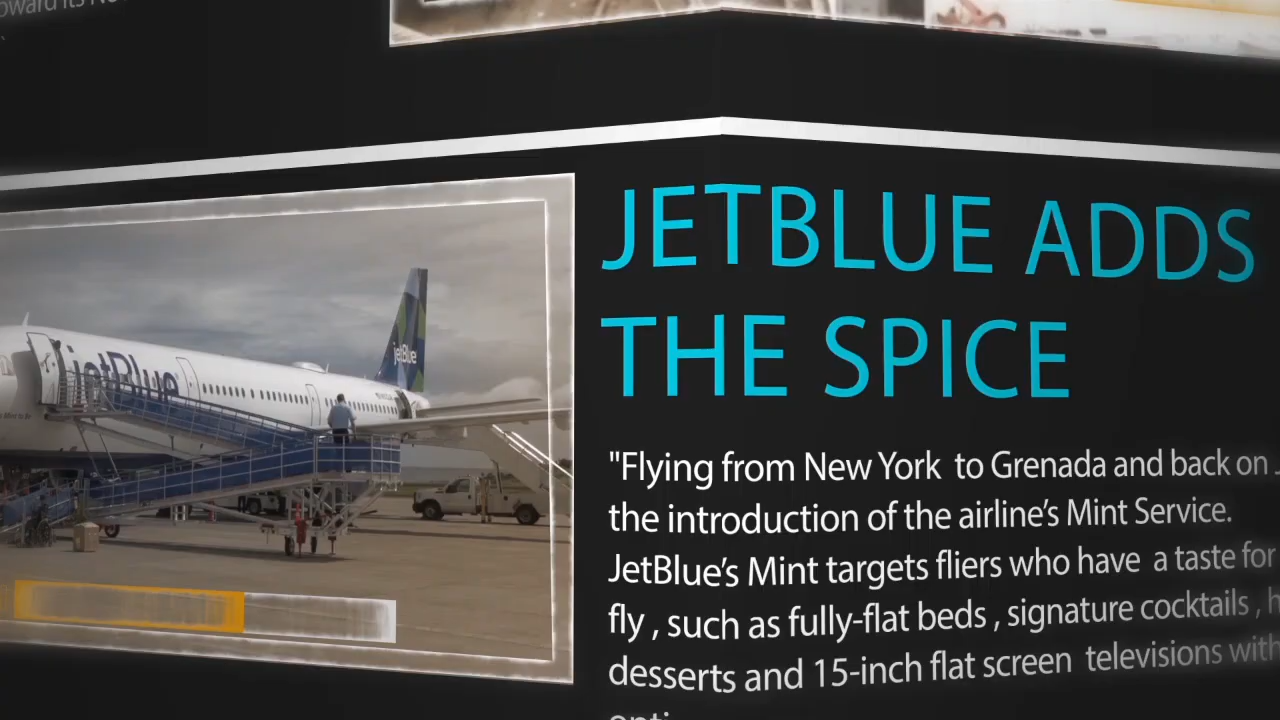 JETBLUE ADDS
THE SPICE
"Flying from New York to Grenada and back on
the introduction of the airline's Mint Service.
JetBlue's Mint targets fliers who have a taste for
fly , such as fully-flat beds , signature cocktails ,
desserts and 15-inch flat screen televisions with
jetBlue
jetBlue